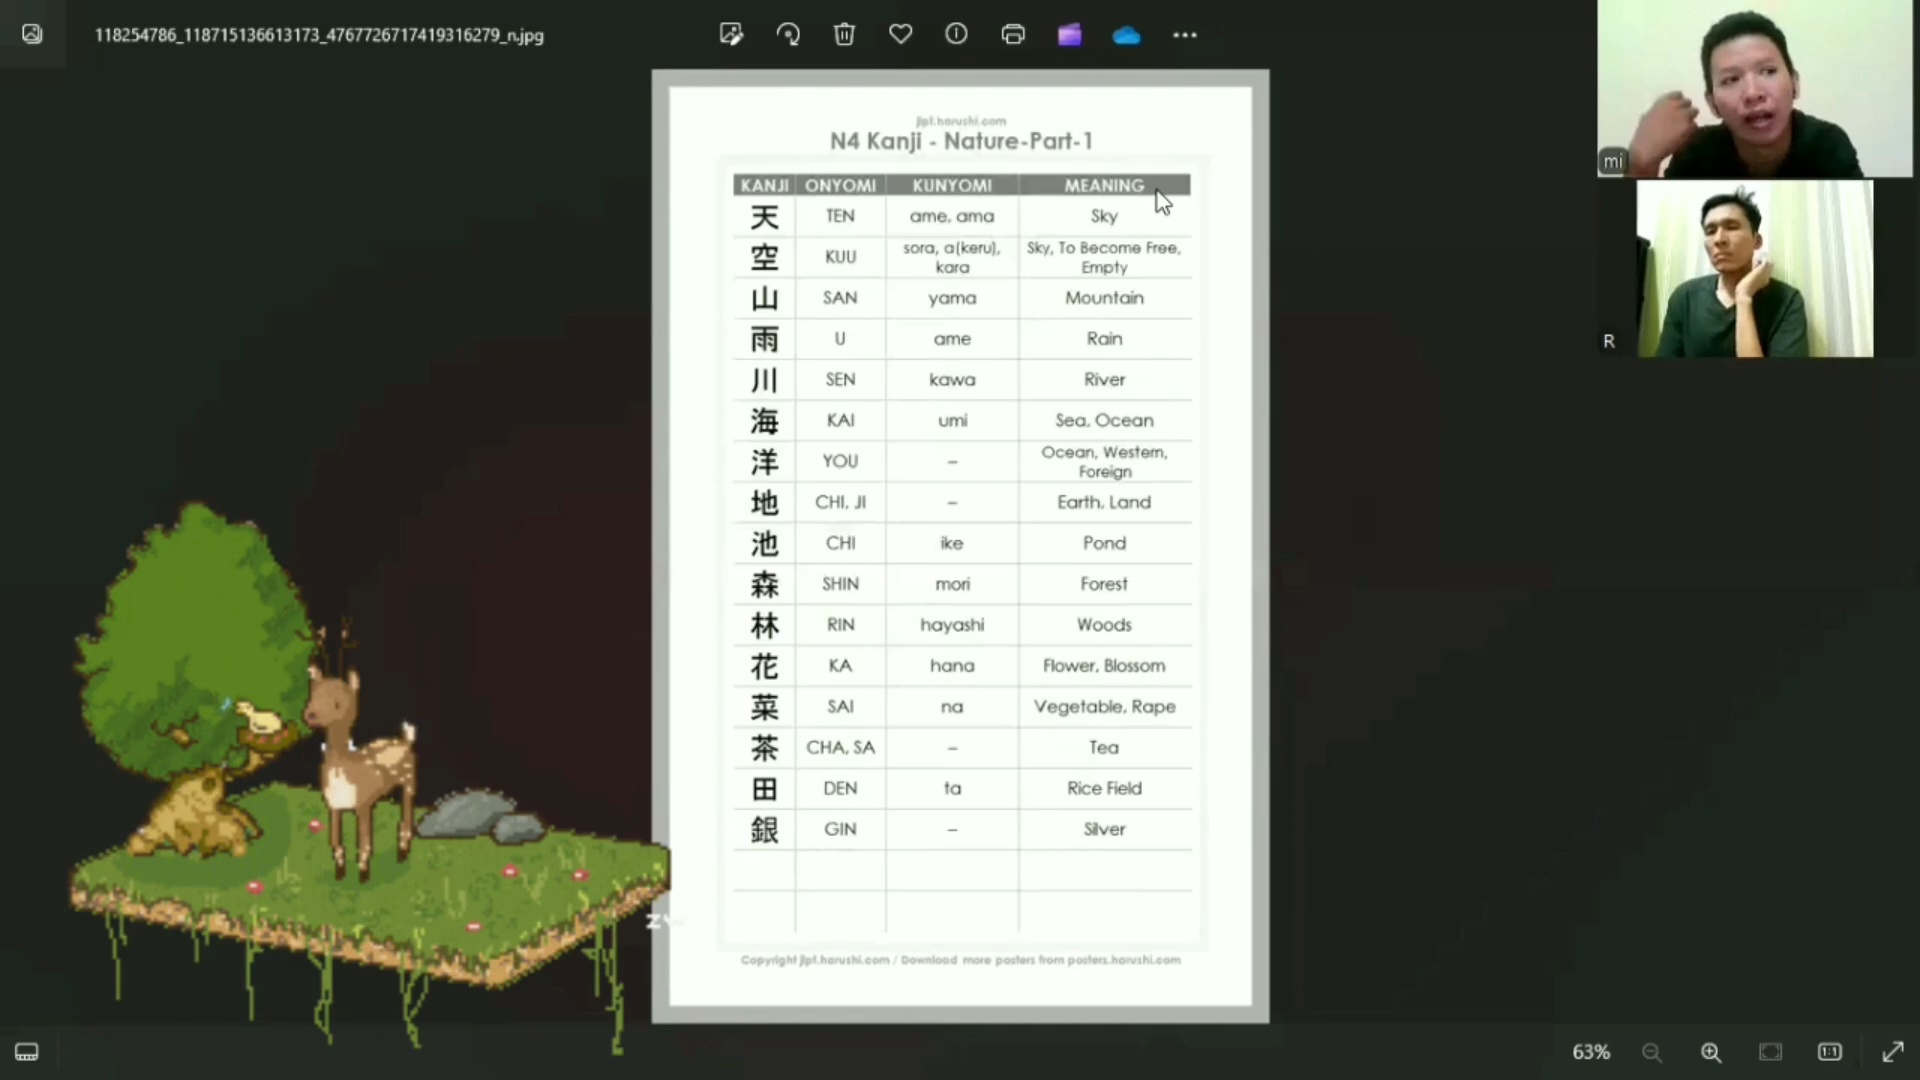 118254786_118715136613173_4767726717419316279_n.jpg
mi
R
jlpt.harushi.com
N4 Kanji - Nature-Part-1
KANJI ONYOMI KUNYOMI MEANING
天 TEN ame, ama Sky
空 KUU sora, a(keru), kara Sky, To Become Free, Empty
山 SAN yama Mountain
雨 U ame Rain
川 SEN kawa River
海 KAI umi Sea, Ocean
洋 YOU – Ocean, Western, Foreign
地 CHI, JI – Earth, Land
池 CHI ike Pond
森 SHIN mori Forest
林 RIN hayashi Woods
花 KA hana Flower, Blossom
菜 SAI na Vegetable, Rape
茶 CHA, SA – Tea
田 DEN ta Rice Field
銀 GIN – Silver
Copyright jlpt.harushi.com / Download more posters from posters.harushi.com
63%
1:1